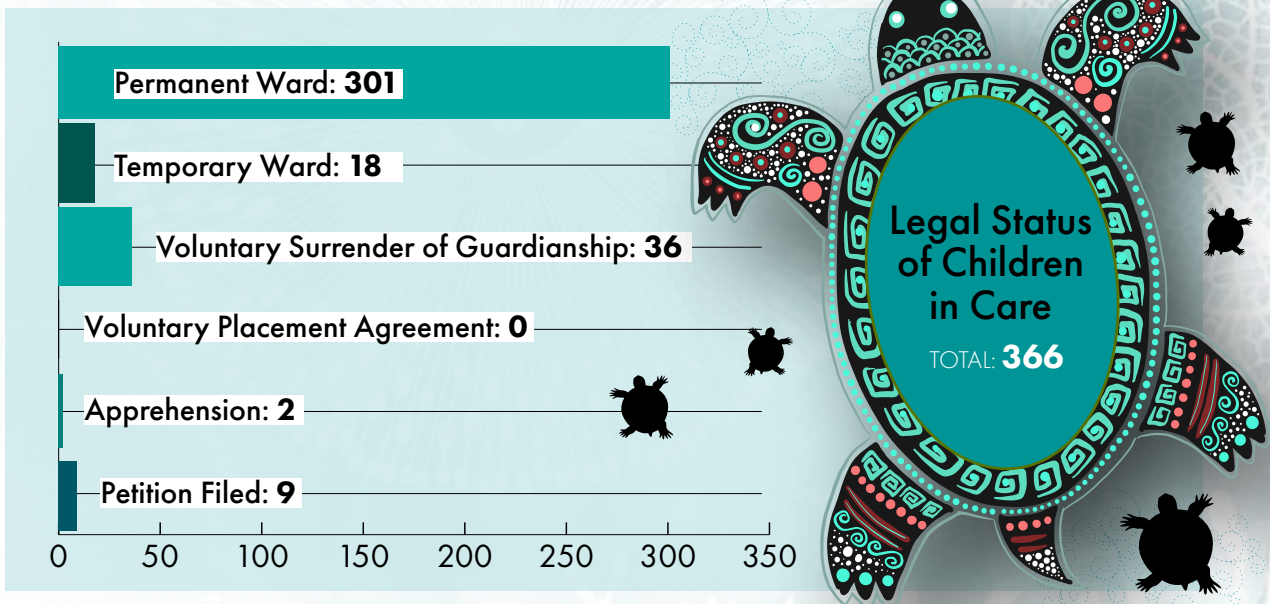 Permanent Ward: 301
Temporary Ward: 18
Voluntary Surrender of Guardianship: 36
Voluntary Placement Agreement: 0
Apprehension: 2
Petition Filed: 9
0 50 100 150 200 250 300 350
Legal Status
of Children
in Care
TOTAL: 366